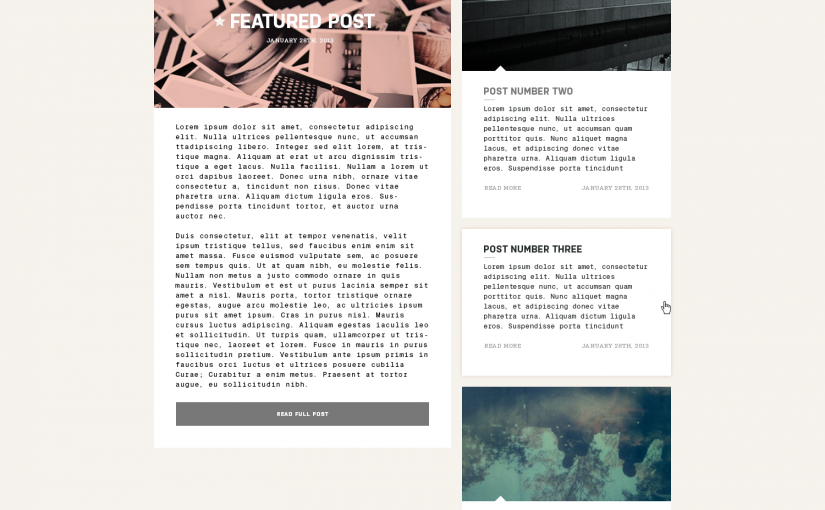 ★ FEATURED POST
JANUARY 28TH, 2013
R
Lorem ipsum dolor sit amet, consectetur adipiscing
elit. Nulla ultrices pellentesque nunc, ut accumsan
ttadipiscing libero. Integer sed elit lorem, at tris-
tique magna. Aliquam at erat ut arcu dignissim tris-
tique a eget lacus. Nulla facilisi. Nullam a lorem ut
orci dapibus laoreet. Donec urna nibh, ornare vitae
consectetur a, tincidunt non risus. Donec vitae
pharetra urna. Aliquam dictum ligula eros. Sus-
pendisse porta tincidunt tortor, et auctor urna
auctor nec.
Duis consectetur, elit at tempor venenatis, velit
ipsum tristique tellus, sed faucibus enim enim sit
amet massa. Fusce euismod vulputate sem, ac posuere
sem tempus quis. Ut at quam nibh, eu molestie felis.
Nullam non metus a justo commodo ornare in quis
mauris. Vestibulum et est ut purus lacinia semper sit
amet a nisl. Mauris porta, tortor tristique ornare
egestas, augue arcu molestie leo, ac ultricies ipsum
purus sit amet ipsum. Cras in purus nisl. Mauris
cursus luctus adipiscing. Aliquam egestas iaculis leo
et sollicitudin. Ut turpis quam, ullamcorper ut tris-
tique nec, laoreet et lorem. Fusce in mauris in purus
sollicitudin pretium. Vestibulum ante ipsum primis in
faucibus orci luctus et ultrices posuere cubilia
Curae; Curabitur a enim metus. Praesent at tortor
augue, eu sollicitudin nibh.
READ FULL POST
POST NUMBER TWO
Lorem ipsum dolor sit amet, consectetur
adipiscing elit. Nulla ultrices
pellentesque nunc, ut accumsan quam
porttitor quis. Nunc aliquet magna
lacus, et adipiscing donec vitae
pharetra urna. Aliquam dictum ligula
eros. Suspendisse porta tincidunt
READ MORE JANUARY 28TH, 2013
POST NUMBER THREE
Lorem ipsum dolor sit amet, consectetur
adipiscing elit. Nulla ultrices
pellentesque nunc, ut accumsan quam
porttitor quis. Nunc aliquet magna
lacus, et adipiscing donec vitae
pharetra urna. Aliquam dictum ligula
eros. Suspendisse porta tincidunt
READ MORE JANUARY 28TH, 2013